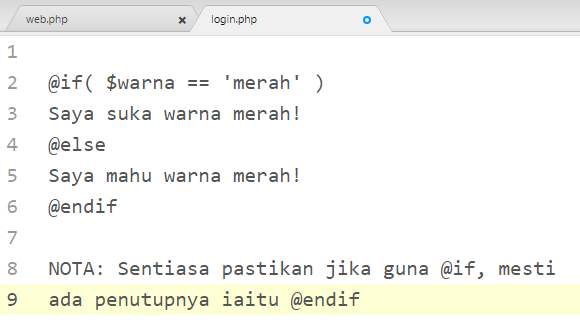 web.php × login.php
1
2 @if( $warna == 'merah' )
3 Saya suka warna merah!
4 @else
5 Saya mahu warna merah!
6 @endif
7
8 NOTA: Sentiasa pastikan jika guna @if, mesti
9 ada penutupnya iaitu @endif